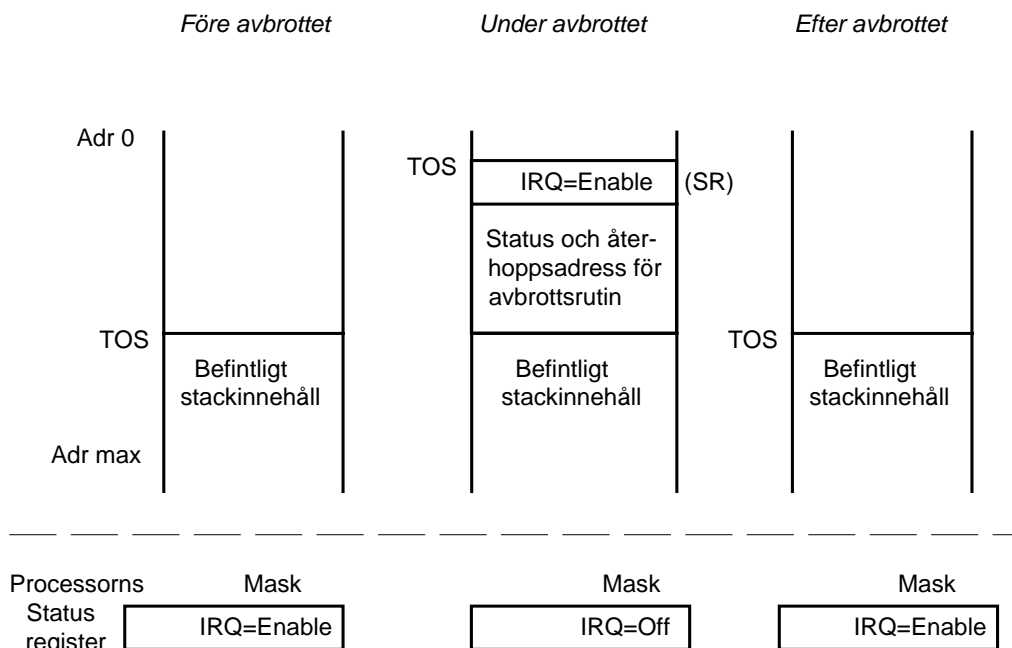 Före avbrottet
Under avbrottet
Efter avbrottet
Adr 0
TOS
IRQ=Enable
(SR)
Status och åter-
hoppsadress för
avbrottsrutin
TOS
TOS
Befintligt
stackinnehåll
Befintligt
stackinnehåll
Befintligt
stackinnehåll
Adr max
Processorns
Status
register
Mask
Mask
Mask
IRQ=Enable
IRQ=Off
IRQ=Enable